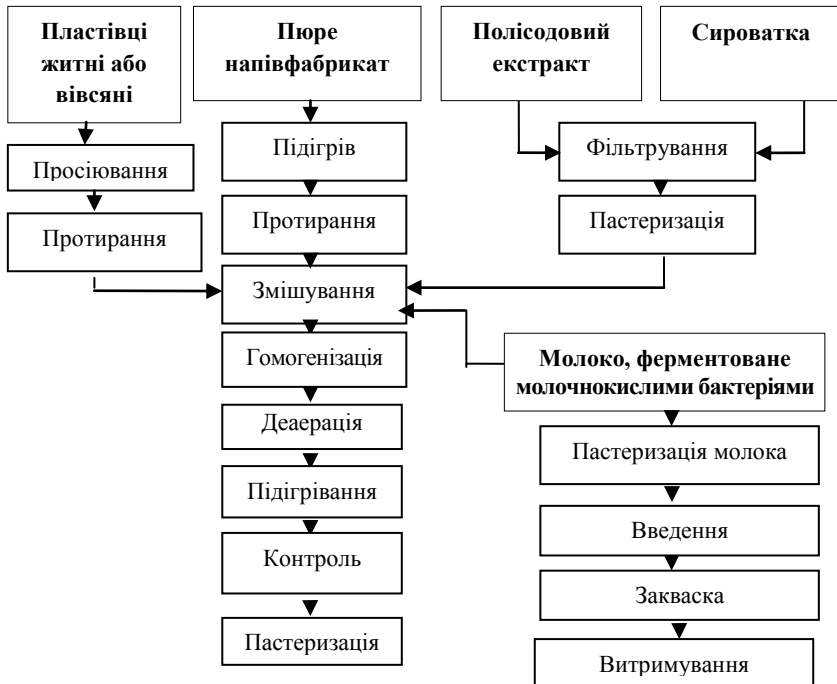 Пластівці
житні або
вівсяні
Пюре
напівфабрикат
Полісодовий
екстракт
Сироватка
Просіювання
Протирання
Підігрів
Протирання
Фільтрування
Пастеризація
Змішування
Гомогенізація
Деаерація
Підігрівання
Контроль
Пастеризація
Молоко, ферментоване
молочнокислими бактеріями
Пастеризація молока
Введення
Закваска
Витримування